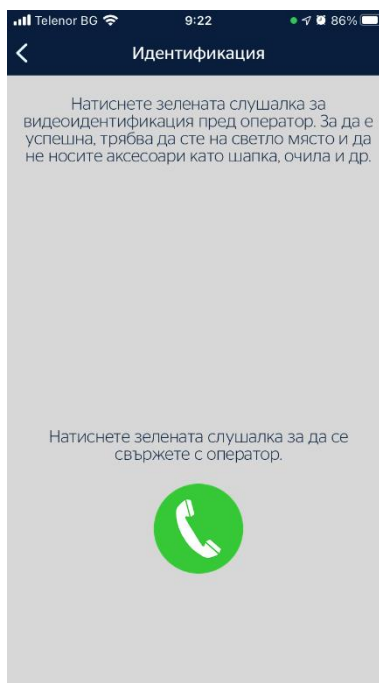 Telenor BG 9:22 86%
Идентификация
Натиснете зелената слушалка за
видеоидентификация пред оператор. За да е
успешна, трябва да сте на светло място и да
не носите аксесоари като шапка, очила и др.
Натиснете зелената слушалка за да се
свържете с оператор.